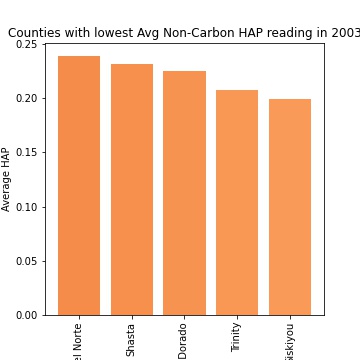 Counties with lowest Avg Non-Carbon HAP reading in 2003
Average HAP
0.25
0.20
0.15
0.10
0.05
0.00
el Norte
Shasta
Dorado
Trinity
Siskiyou